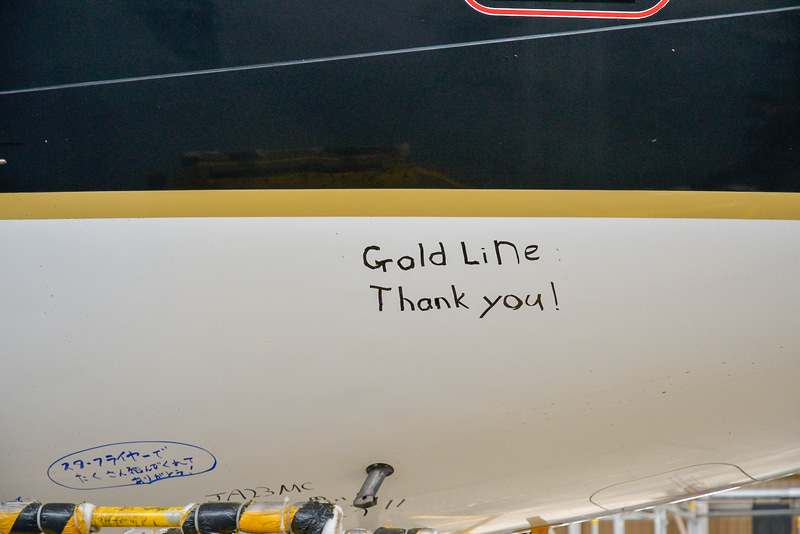 Gold Line
Thank you!
スターフライヤーで
たくさん飛んでくれて
ありがとう!
JA23MC